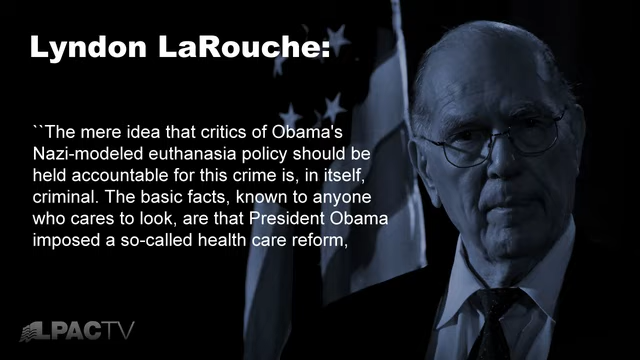 Lyndon LaRouche:
``The mere idea that critics of Obama's
Nazi-modeled euthanasia policy should be
held accountable for this crime is, in itself,
criminal. The basic facts, known to anyone
who cares to look, are that President Obama
imposed a so-called health care reform,
LPACTV